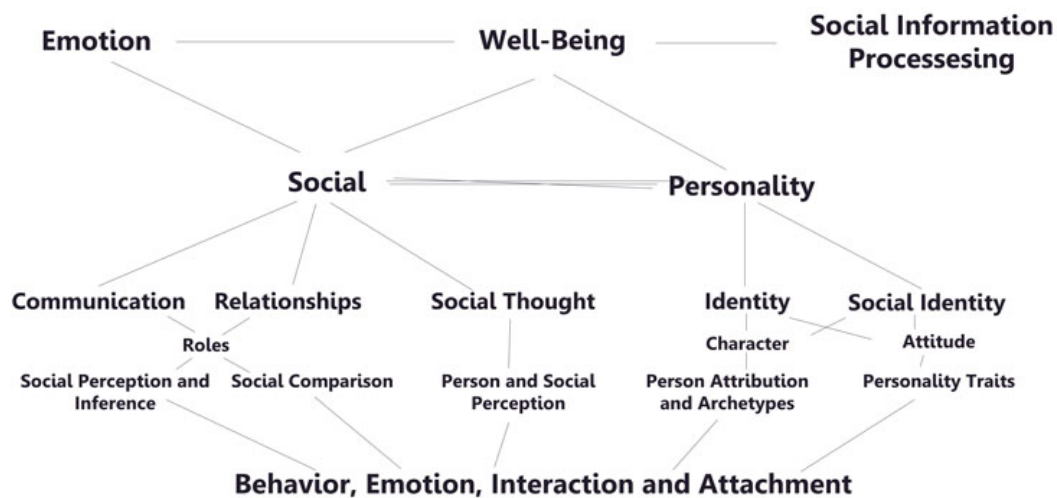 Emotion
Well-Being
Social Information
Processesing
Social
Personality
Communication
Relationships
Social Thought
Identity
Social Identity
Roles
Character
Attitude
Social Perception and
Inference
Social Comparison
Person and Social
Perception
Person Attribution
and Archetypes
Personality Traits
Behavior, Emotion, Interaction and Attachment